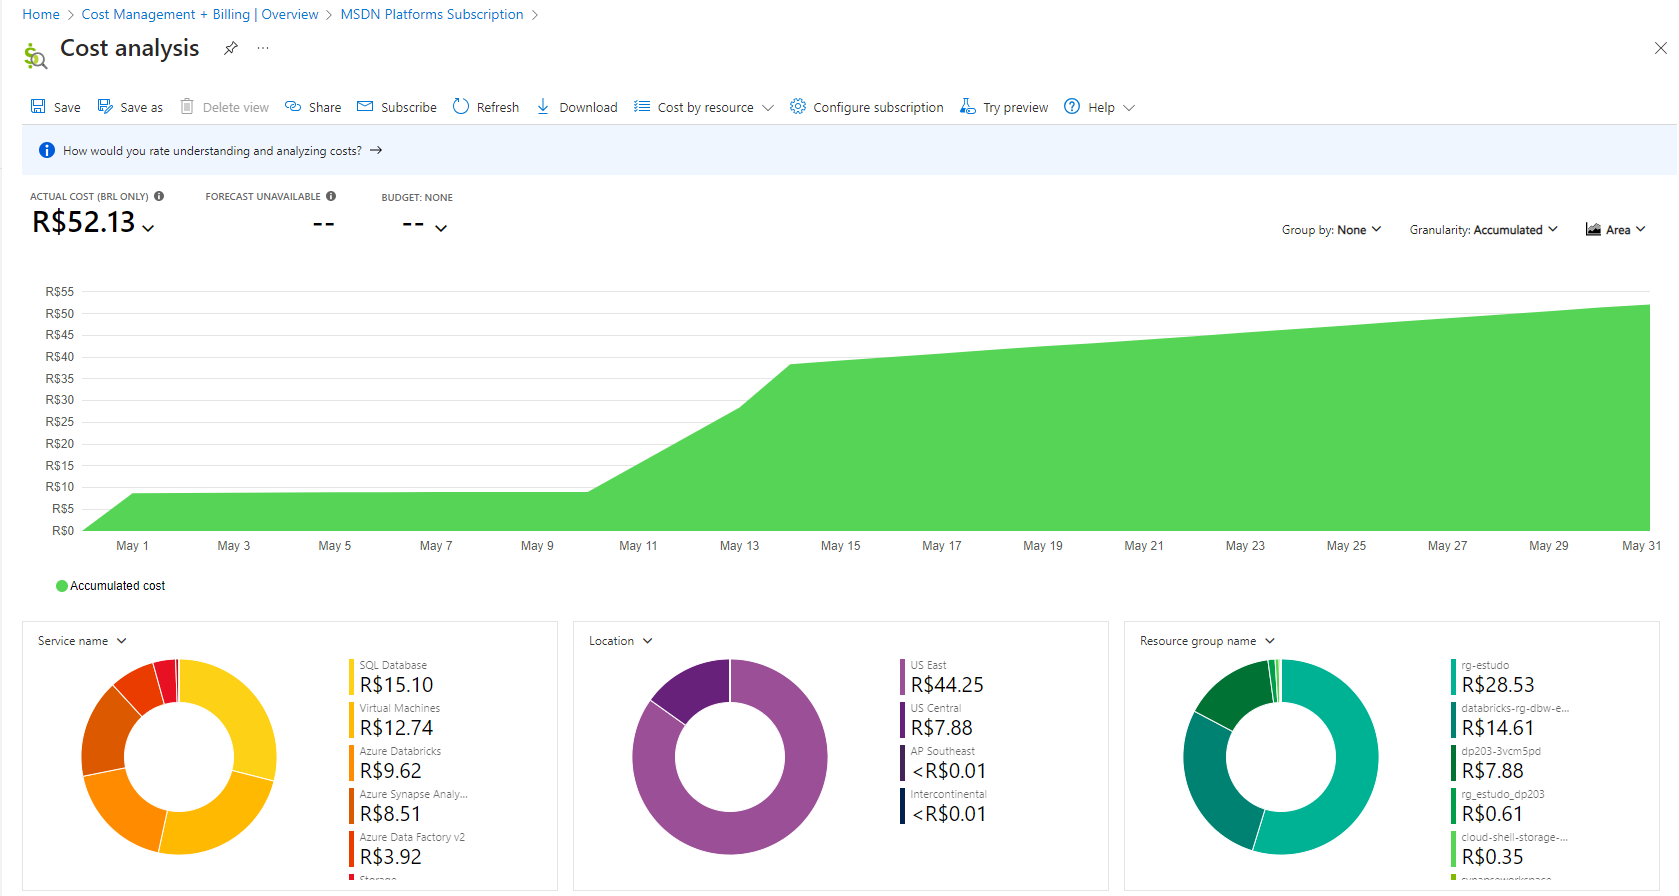 Home > Cost Management + Billing | Overview > MSDN Platforms Subscription >
Cost analysis
Save Save as Delete view Share Subscribe Refresh Download Cost by resource Configure subscription Try preview Help
How would you rate understanding and analyzing costs? →
ACTUAL COST (BRL ONLY) FORECAST UNAVAILABLE BUDGET: NONE
R$52.13 -- --
Group by: None Granularity: Accumulated Area
R$55
R$50
R$45
R$40
R$35
R$30
R$25
R$20
R$15
R$10
R$5
R$0
May 1 May 3 May 5 May 7 May 9 May 11 May 13 May 15 May 17 May 19 May 21 May 23 May 25 May 27 May 29 May 31
Accumulated cost
Service name
SQL Database
R$15.10
Virtual Machines
R$12.74
Azure Databricks
R$9.62
Azure Synapse Analy...
R$8.51
Azure Data Factory v2
R$3.92
Storage
Location
US East
R$44.25
US Central
R$7.88
AP Southeast
<R$0.01
Intercontinental
<R$0.01
Resource group name
rg-estudo
R$28.53
databricks-rg-dbw-e...
R$14.61
dp203-3vcm5pd
R$7.88
rg_estudo_dp203
R$0.61
cloud-shell-storage-...
R$0.35
synapseworkspace